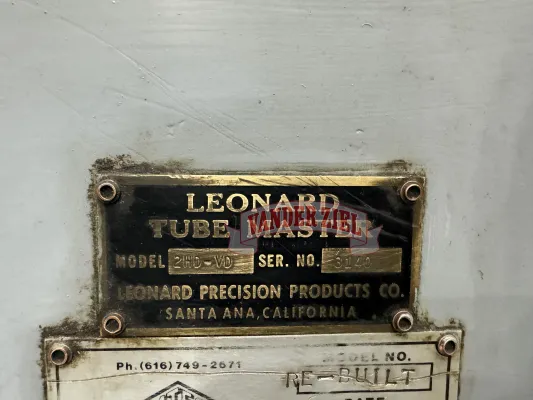 LEONARD
TUBE MASTER
VANDER ZIEL
MODEL 2HD-VD SER. NO.
LEONARD PRECISION PRODUCTS CO.
SANTA ANA, CALIFORNIA
Ph. (616) 749-2671
MODEL NO.
RE-BUILT